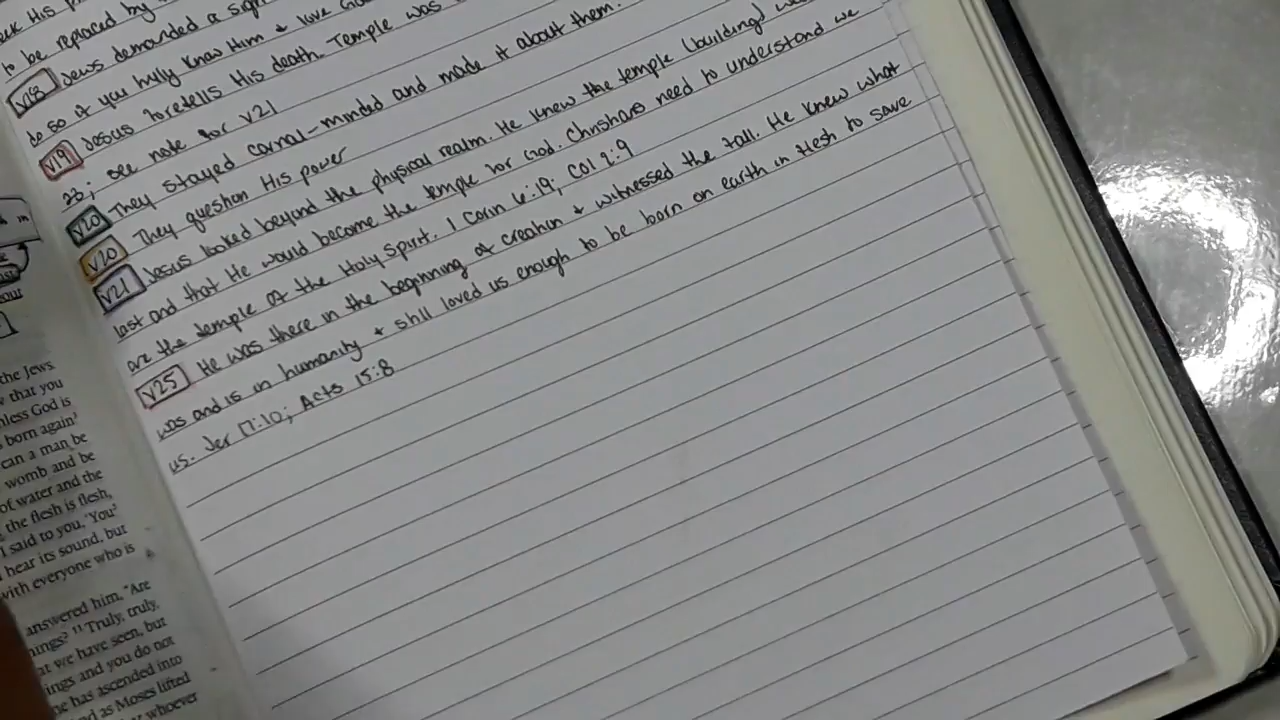 to be replaced by
v18 Jews demanded a sign
do so if you fully know Him + love
v19 Jesus foretells His death. Temple was
23; see note for v21
v20 They stayed carnal-minded and made it about them.
v20 They question His power
v21 Jesus looked beyond the physical realm. He knew the temple (building)
last and that He would become the temple for God. Christians need to understand we
are the temple of the Holy Spirit. 1 Corin 6:19; Col 2:9
v25 He was there in the beginning of creation + witnessed the fall. He knew what
was and is in humanity + still loved us enough to be born on earth in flesh to save
us. Jer 17:10; Acts 15:8
the Jews.
that you
God is
born again
can a man be
womb and be
of water and the
the flesh is flesh,
I said to you, 'You
hear its sound, but
with everyone who is
answered him, "Are
11 Truly, truly,
we have seen, but
and you do not
has ascended into
as Moses lifted
whoever